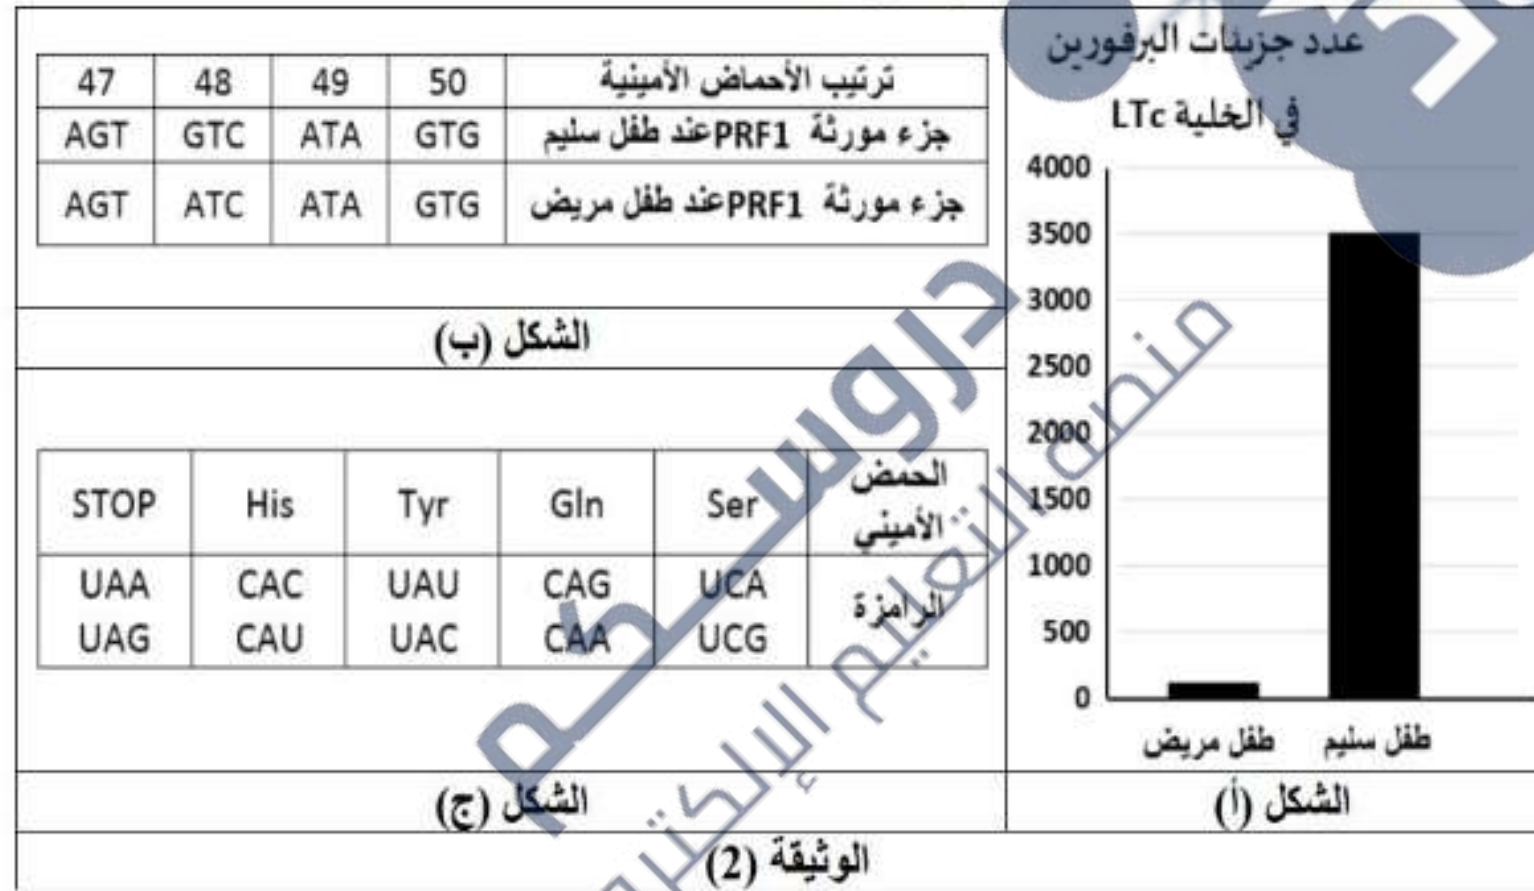 عدد جزيئات البرفورين
في الخلية LTc
4000
3500
3000
2500
2000
1500
1000
500
0
طفل سليم طفل مريض
الشكل (أ)
ترتيب الأحماض الأمينية 50 49 48 47
جزء مورثة PRF1عند طفل سليم GTG ATA GTC AGT
جزء مورثة PRF1عند طفل مريض GTG ATA ATC AGT
الشكل (ب)
الحمض الأميني Ser Gln Tyr His STOP
الرامزة UCA CAG UAU CAC UAA
UCG CAA UAC CAU UAG
الشكل (ج)
الوثيقة (2)
دروسكم
منصة التعليم